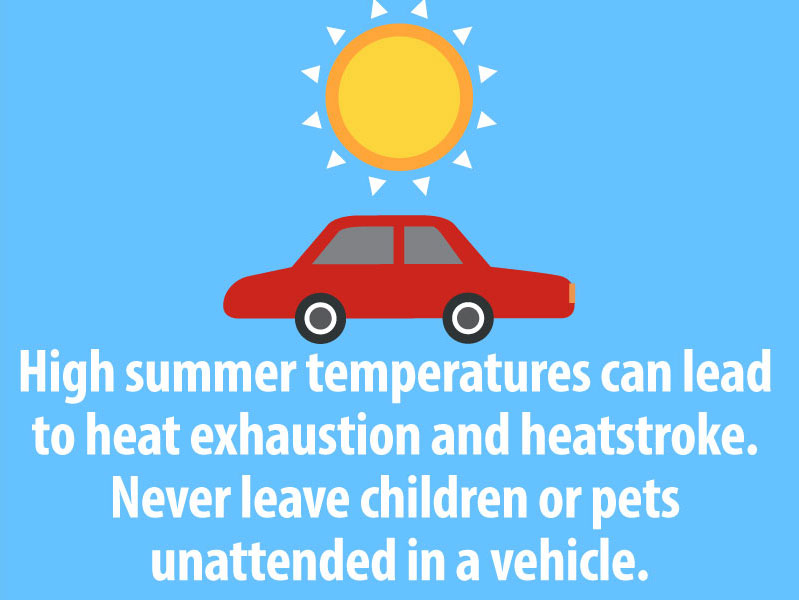 High summer temperatures can lead
to heat exhaustion and heatstroke.
Never leave children or pets
unattended in a vehicle.